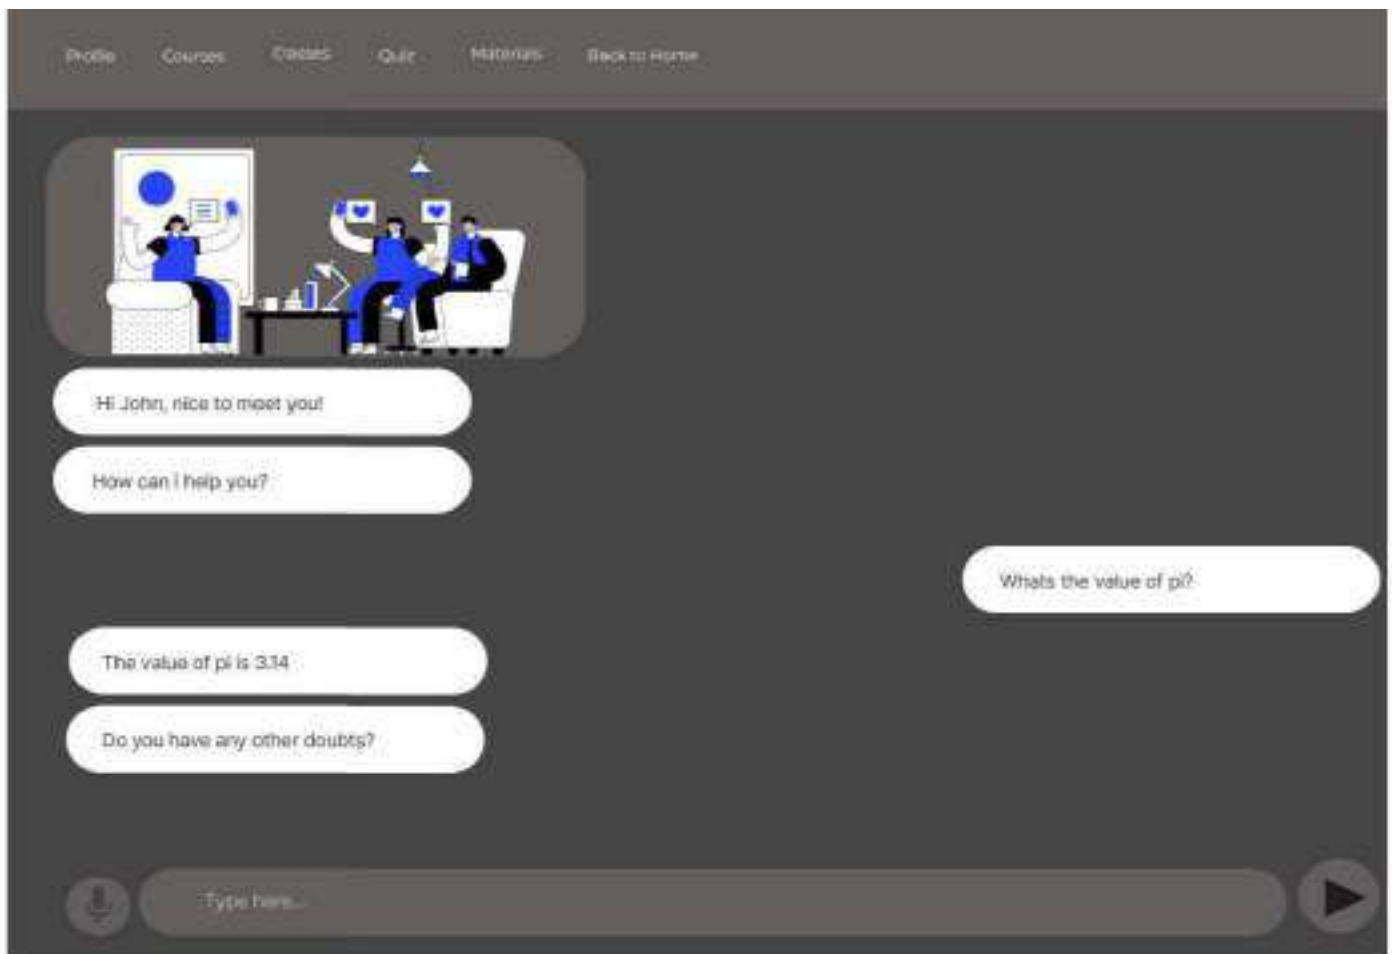 Profile Courses Classes Quiz Materials Back to Home
Hi John, nice to meet you!
How can i help you?
Whats the value of pi?
The value of pi is 3.14
Do you have any other doubts?
Type here...